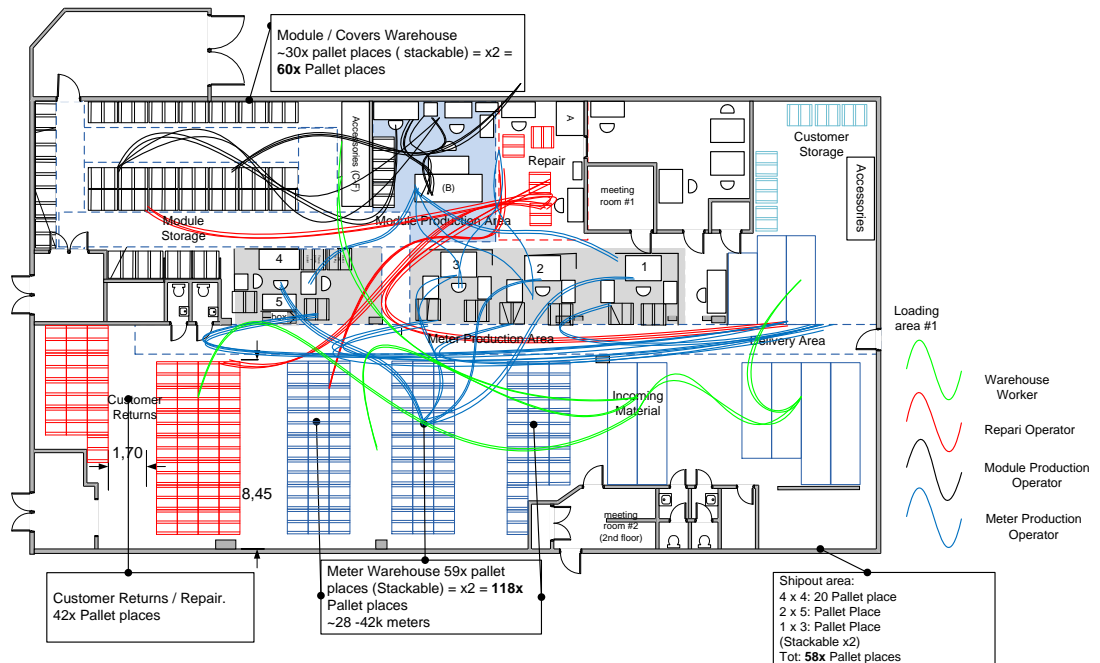 Module / Covers Warehouse
~30x pallet places ( stackable) = x2 =
60x Pallet places
Accessories (C-F)
A
Repair
(B)
meeting
room #1
Customer
Storage
Accessories
Module
Storage
Module Production Area
4
3
2
1
5
box
Meter Production Area
Delivery Area
Loading
area #1
Customer
Returns
1,70
8,45
Incoming
Material
meeting
room #2
(2nd floor)
Warehouse
Worker
Repari Operator
Module Production
Operator
Meter Production
Operator
Customer Returns / Repair.
42x Pallet places
Meter Warehouse 59x pallet
places (Stackable) = x2 = 118x
Pallet places
~28 -42k meters
Shipout area:
4 x 4: 20 Pallet place
2 x 5: Pallet Place
1 x 3: Pallet Place
(Stackable x2)
Tot: 58x Pallet places